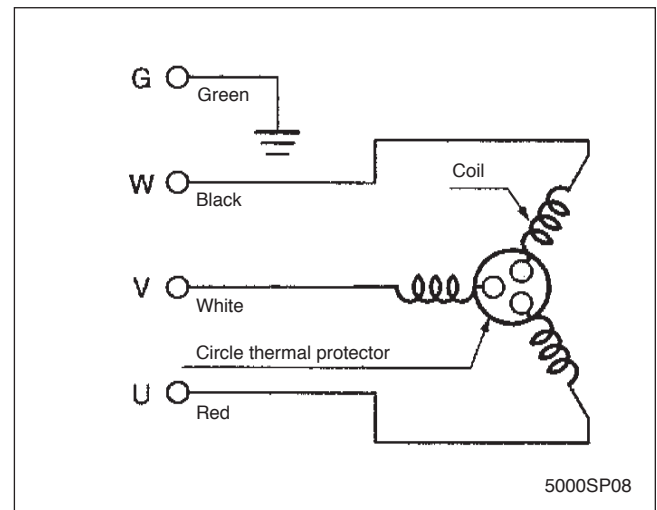 G
Green
W
Black
Coil
V
White
Circle thermal protector
U
Red
5000SP08